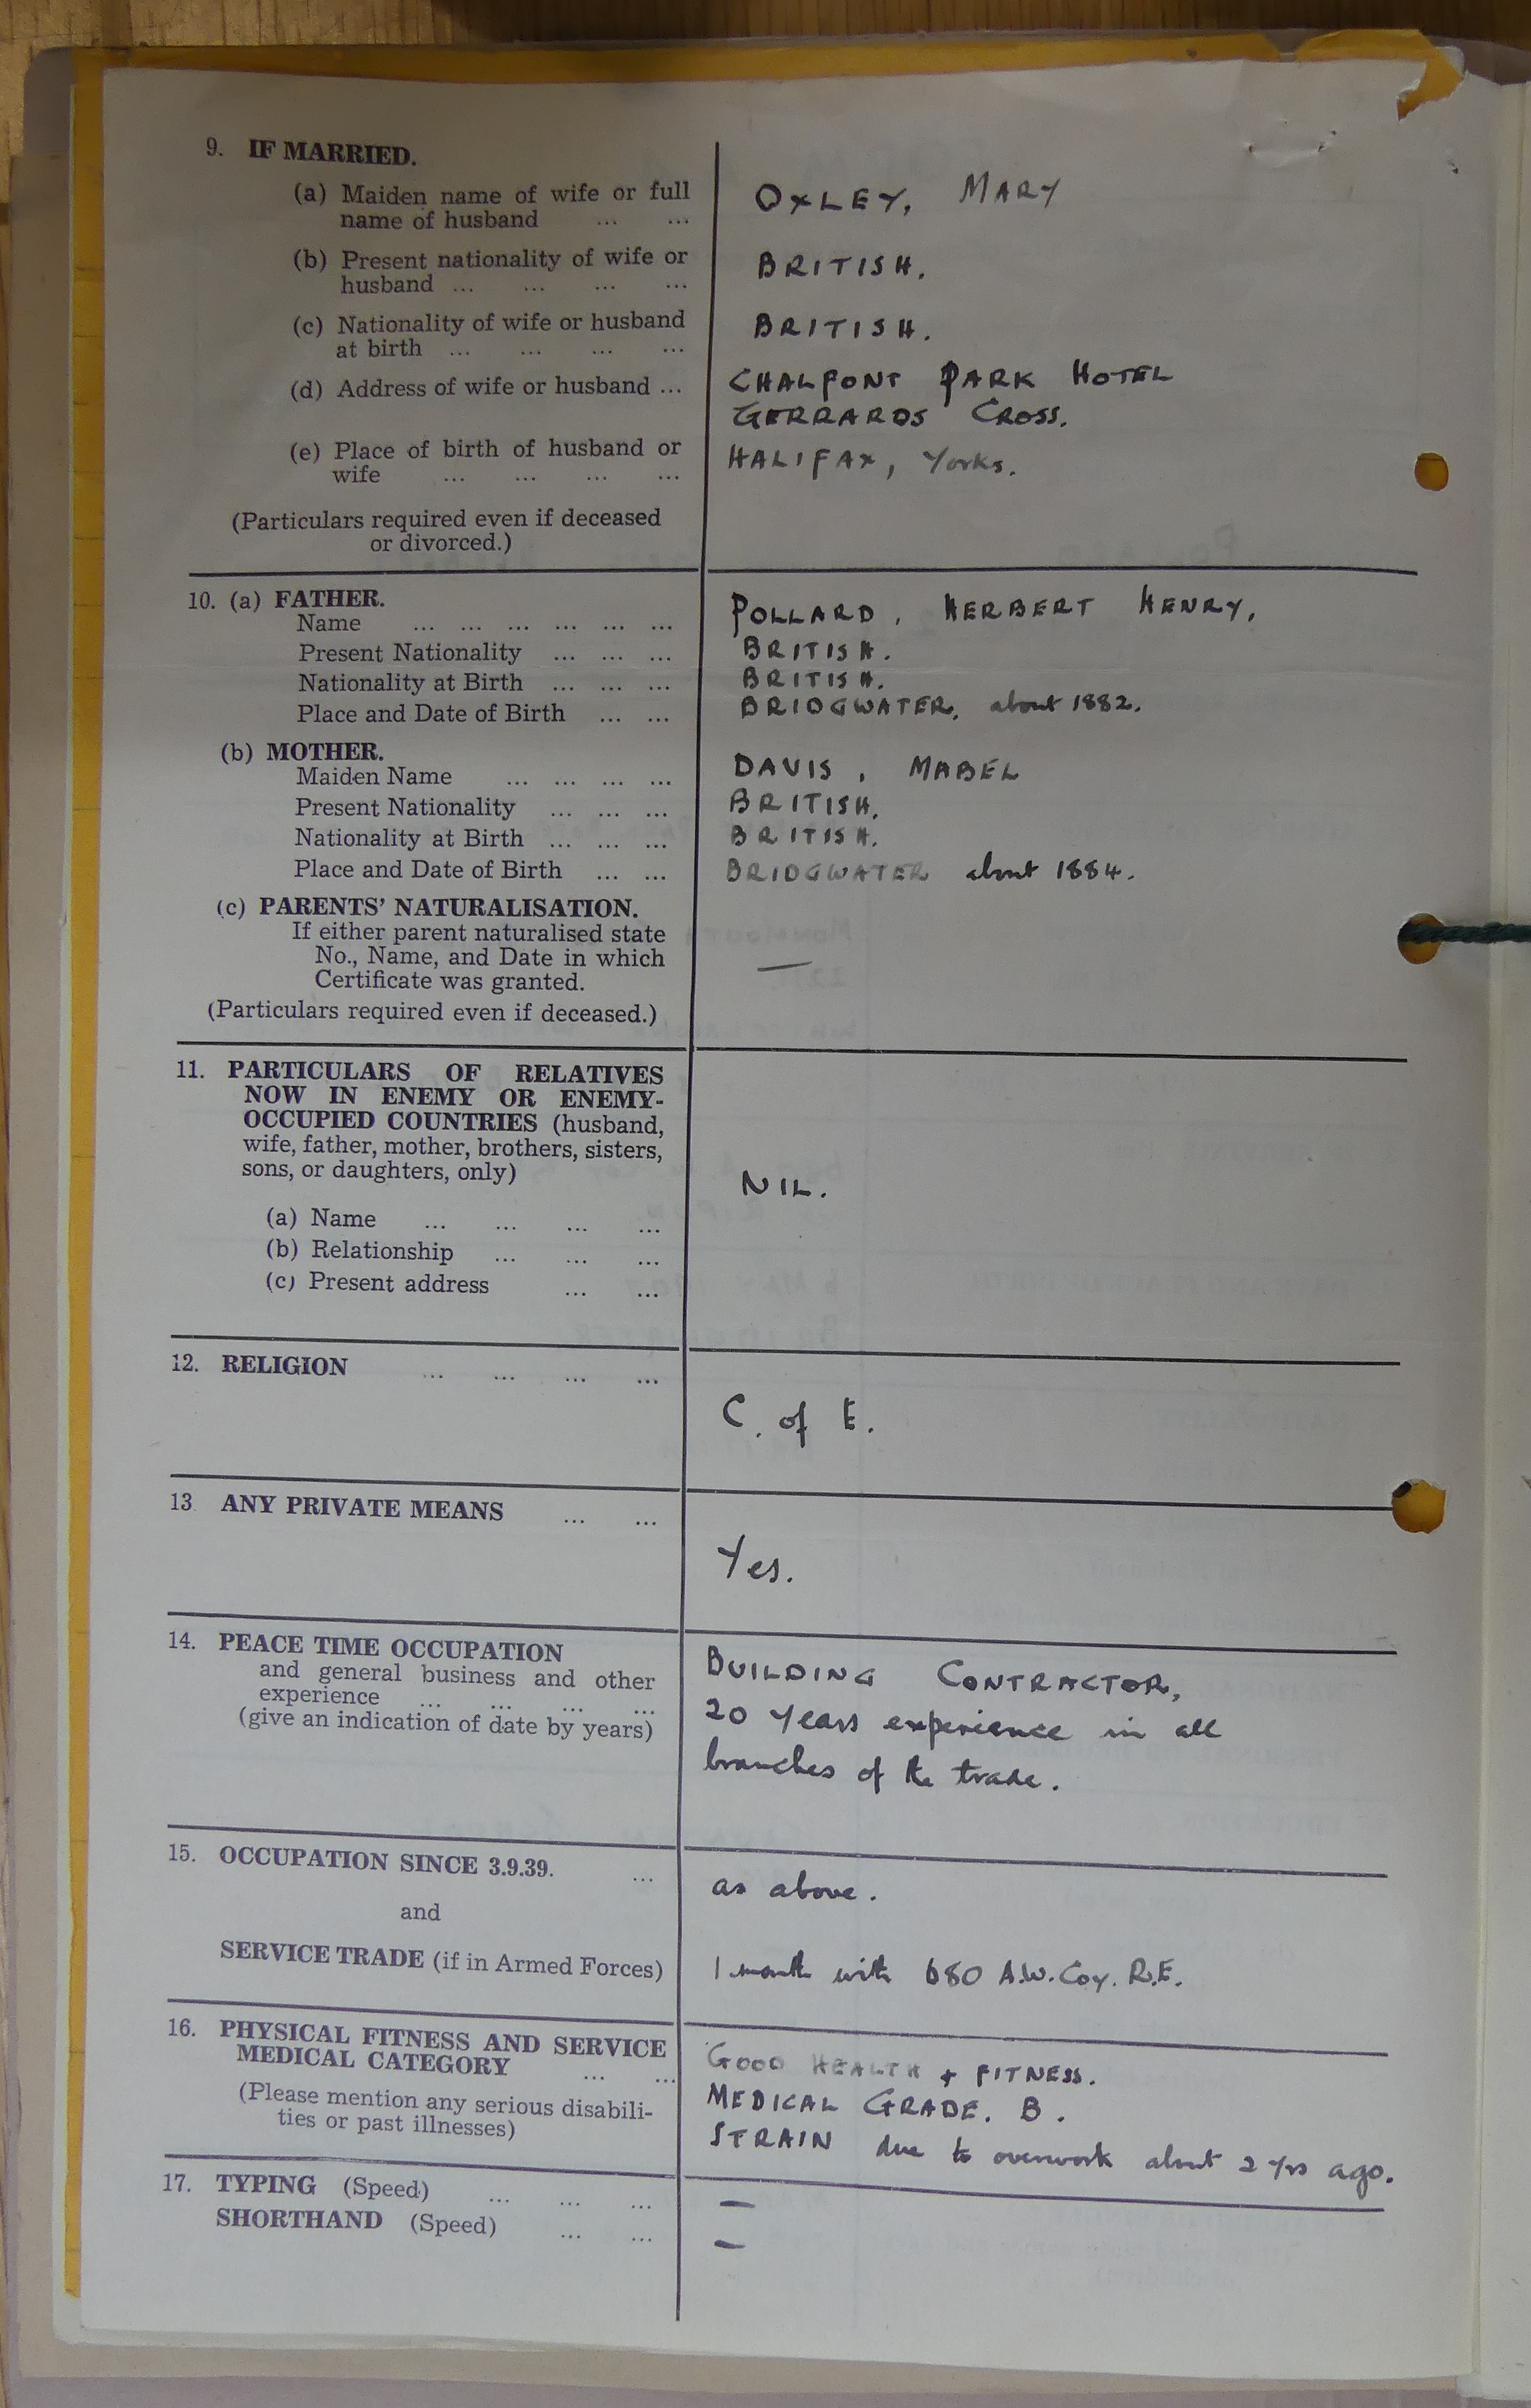 9. IF MARRIED.
(a) Maiden name of wife or full OXLEY, MARY
name of husband ... ...
(b) Present nationality of wife or BRITISH.
husband ... ... ... ...
(c) Nationality of wife or husband BRITISH.
at birth ... ... ... ...
(d) Address of wife or husband ... CHALFONT PARK HOTEL
GERRARDS CROSS.
(e) Place of birth of husband or HALIFAX, Yorks.
wife ... ... ... ...
(Particulars required even if deceased
or divorced.)
10. (a) FATHER.
Name ... ... ... ... ... ... POLLARD, HERBERT HENRY,
Present Nationality ... ... ... BRITISH.
Nationality at Birth ... ... ... BRITISH.
Place and Date of Birth ... ... BRIDGWATER, about 1882.
(b) MOTHER.
Maiden Name ... ... ... ... DAVIS, MABEL
Present Nationality ... ... ... BRITISH.
Nationality at Birth ... ... ... BRITISH.
Place and Date of Birth ... ... BRIDGWATER about 1884.
(c) PARENTS' NATURALISATION.
If either parent naturalised state
No., Name, and Date in which —
Certificate was granted.
(Particulars required even if deceased.)
11. PARTICULARS OF RELATIVES
NOW IN ENEMY OR ENEMY-
OCCUPIED COUNTRIES (husband,
wife, father, mother, brothers, sisters,
sons, or daughters, only) NIL.
(a) Name ... ... ... ...
(b) Relationship ... ... ...
(c) Present address ... ...
12. RELIGION ... ... ... ...
C. of E.
13 ANY PRIVATE MEANS ... ...
Yes.
14. PEACE TIME OCCUPATION BUILDING CONTRACTOR,
and general business and other
experience ... ... ... ... 20 Years experience in all
(give an indication of date by years)
branches of the trade.
15. OCCUPATION SINCE 3.9.39. ... as above.
and
SERVICE TRADE (if in Armed Forces) 1 month with 680 A.W. Coy. R.E.
16. PHYSICAL FITNESS AND SERVICE GOOD HEALTH + FITNESS.
MEDICAL CATEGORY ... ... MEDICAL GRADE. B.
(Please mention any serious disabili- STRAIN due to overwork about 2 yrs ago.
ties or past illnesses)
17. TYPING (Speed) ... ... ... —
SHORTHAND (Speed) ... ... —